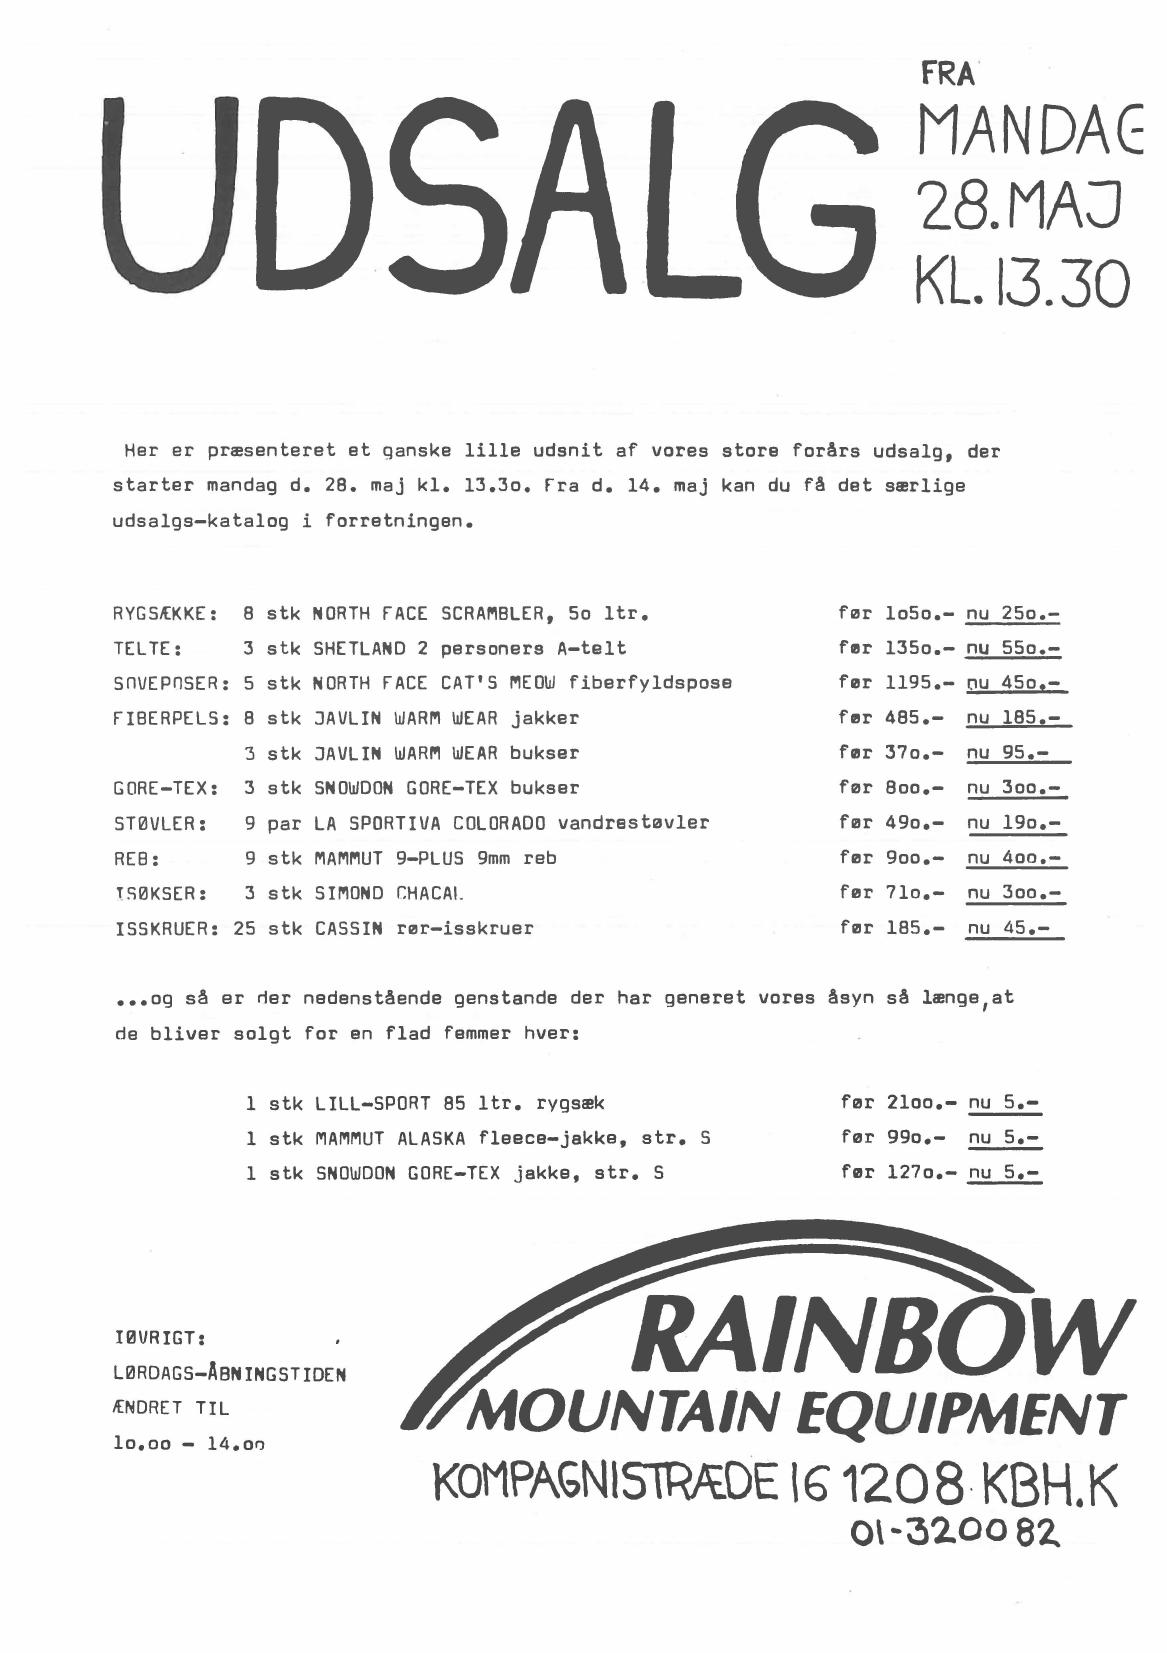 UDSALG
FRA
MANDAG
28.MAJ
KL.13.30
Her er præsenteret et ganske lille udsnit af vores store forårs udsalg, der
starter mandag d. 28. maj kl. 13.3o. Fra d. 14. maj kan du få det særlige
udsalgs-katalog i forretningen.
RYGSÆKKE: 8 stk NORTH FACE SCRAMBLER, 5o ltr. før 1o5o.- nu 25o.-
TELTE: 3 stk SHETLAND 2 personers A-telt før 135o.- nu 55o.-
SOVEPOSER: 5 stk NORTH FACE CAT'S MEOW fiberfyldspose før 1195.- nu 45o.-
FIBERPELS: 8 stk JAVLIN WARM WEAR jakker før 485.- nu 185.-
3 stk JAVLIN WARM WEAR bukser før 37o.- nu 95.-
GORE-TEX: 3 stk SNOWDON GORE-TEX bukser før 8oo.- nu 3oo.-
STØVLER: 9 par LA SPORTIVA COLORADO vandrestøvler før 49o.- nu 19o.-
REB: 9 stk MAMMUT 9-PLUS 9mm reb før 9oo.- nu 4oo.-
ISØKSER: 3 stk SIMOND CHACAL før 71o.- nu 3oo.-
ISSKRUER: 25 stk CASSIN rør-isskruer før 185.- nu 45.-
...og så er der nedenstående genstande der har generet vores åsyn så længe,at
de bliver solgt for en flad femmer hver:
1 stk LILL-SPORT 85 ltr. rygsæk før 21oo.- nu 5.-
1 stk MAMMUT ALASKA fleece-jakke, str. S før 99o.- nu 5.-
1 stk SNOWDON GORE-TEX jakke, str. S før 127o.- nu 5.-
IØVRIGT:
LØRDAGS-ÅBNINGSTIDEN
ÆNDRET TIL
1o.oo - 14.oo
RAINBOW
MOUNTAIN EQUIPMENT
KOMPAGNISTRÆDE 16 1208 KBH.K
01-320082